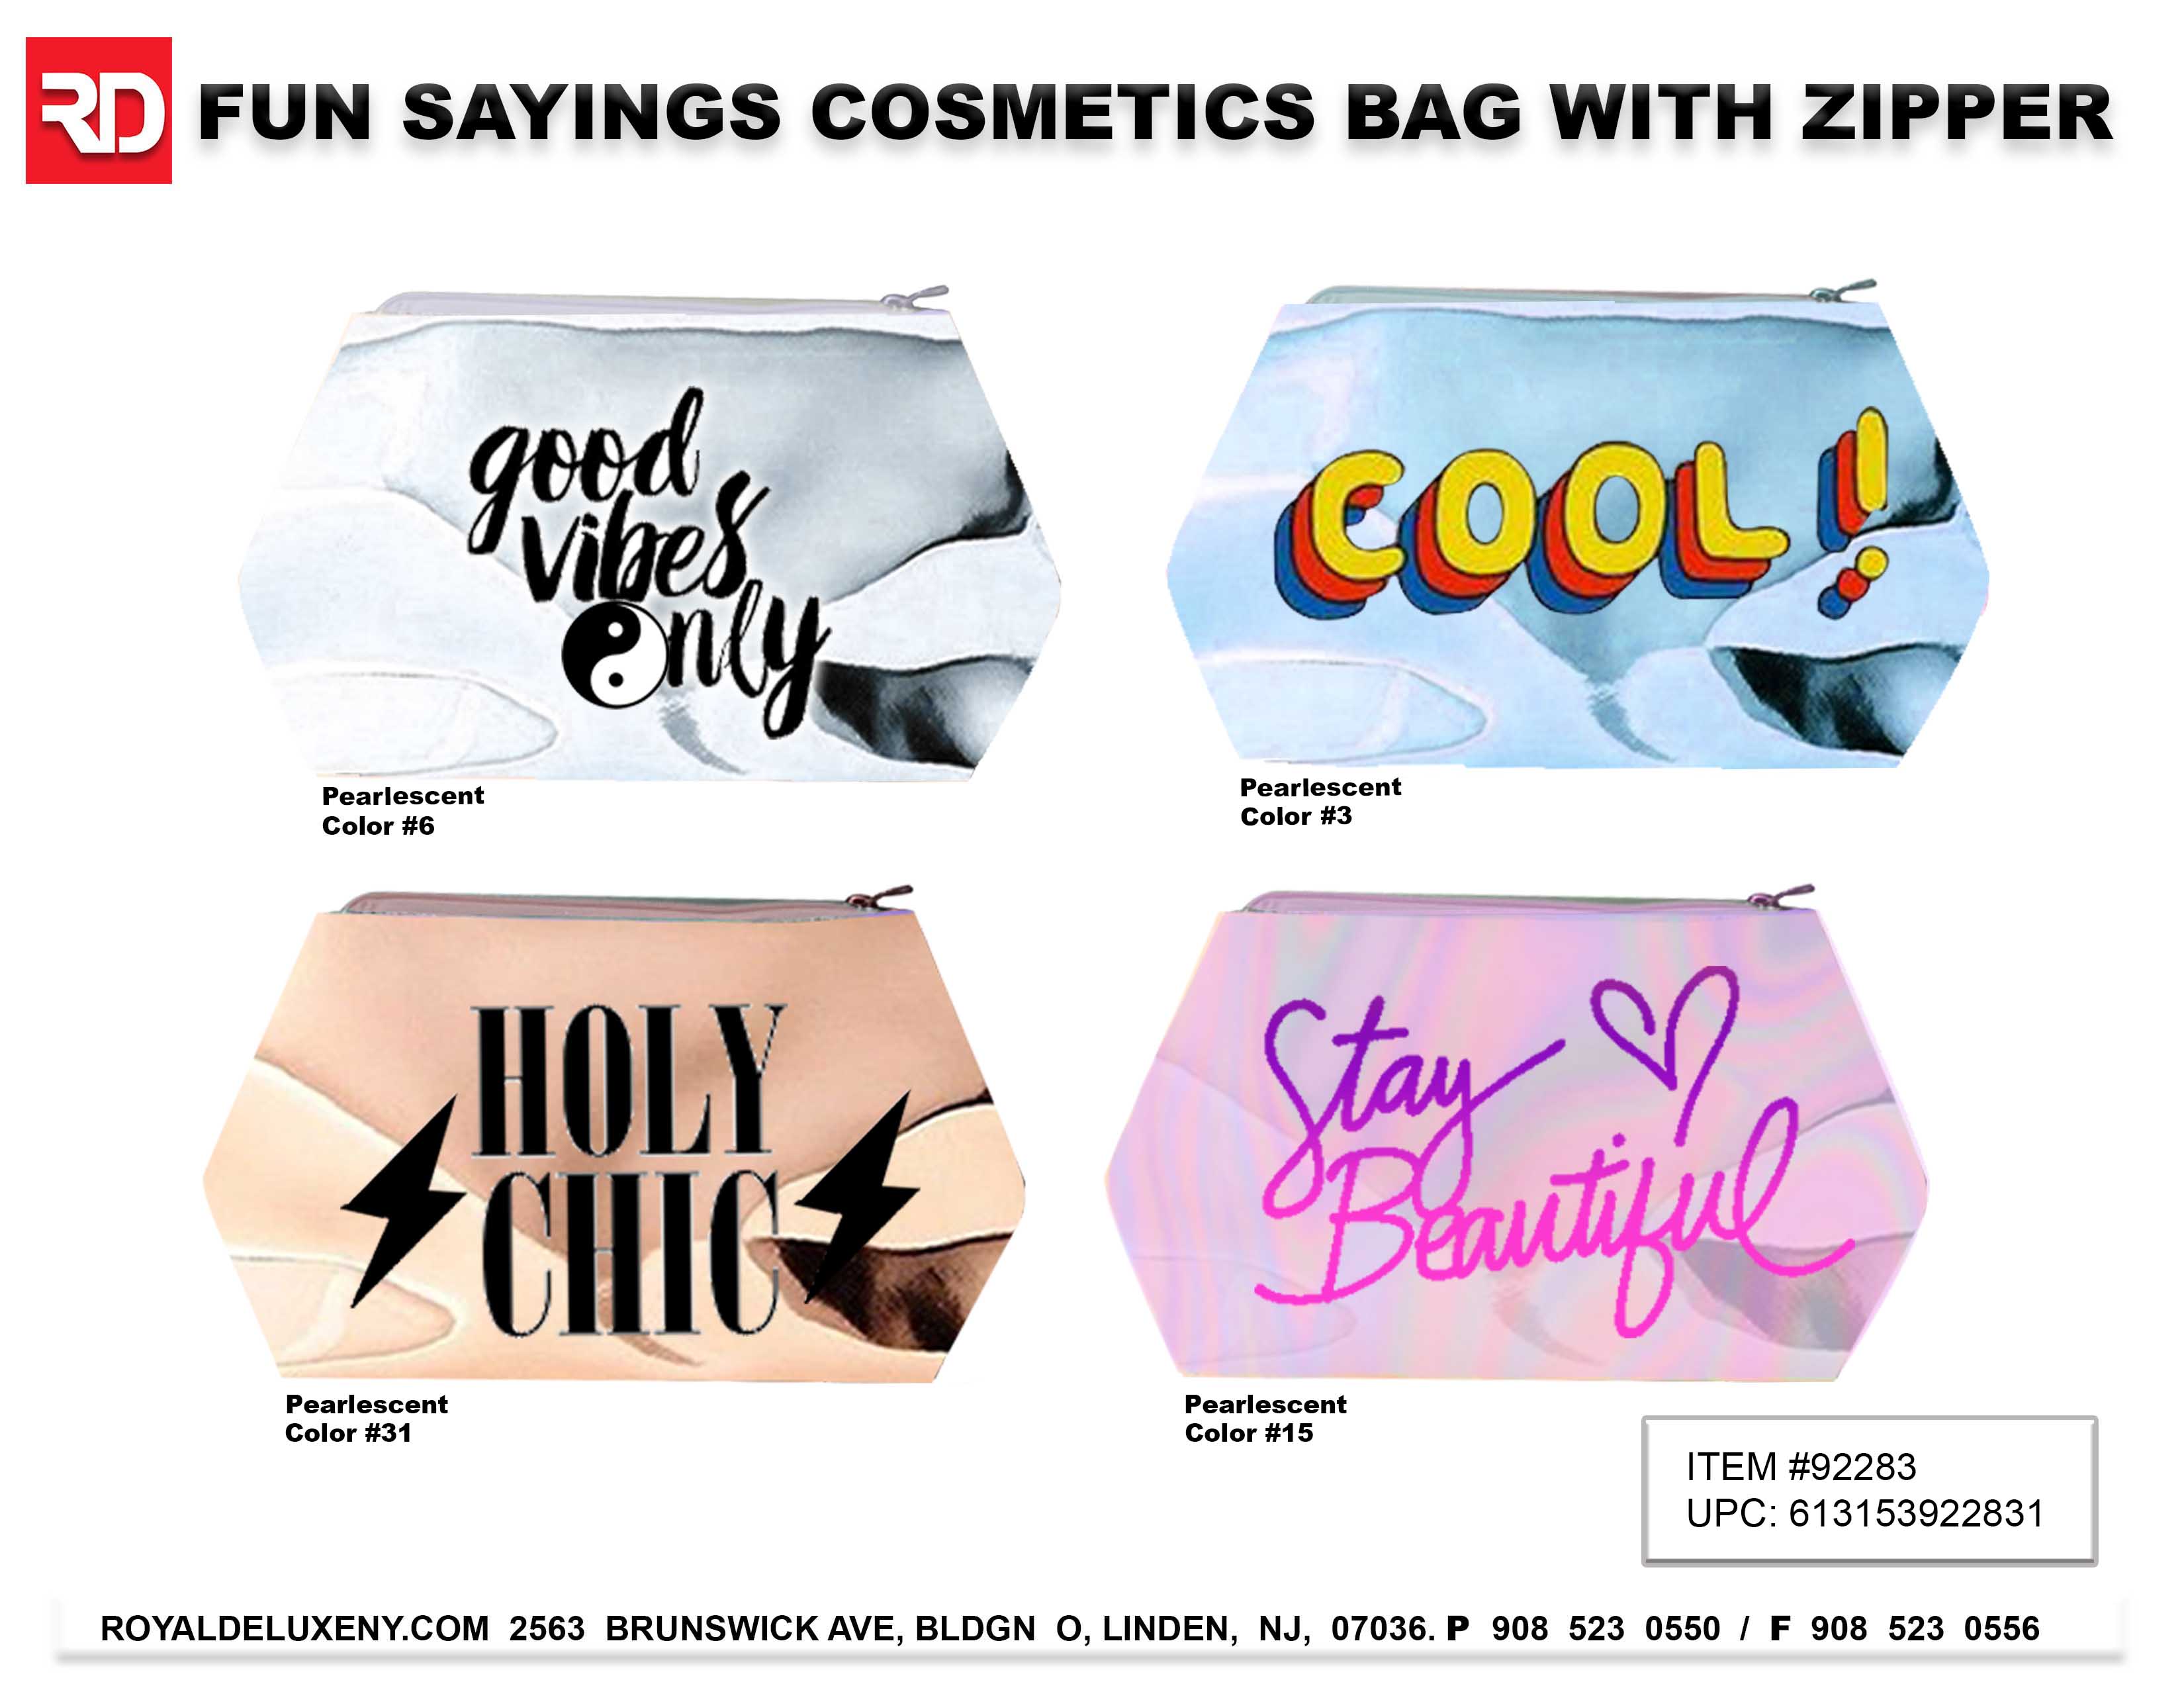 RD FUN SAYINGS COSMETICS BAG WITH ZIPPER
good
vibes
only
Pearlescent
Color #6
COOL!
Pearlescent
Color #3
HOLY
CHIC
Pearlescent
Color #31
Stay
Beautiful
Pearlescent
Color #15
ITEM #92283
UPC: 613153922831
ROYALDELUXENY.COM 2563 BRUNSWICK AVE, BLDGN O, LINDEN, NJ, 07036. P 908 523 0550 / F 908 523 0556